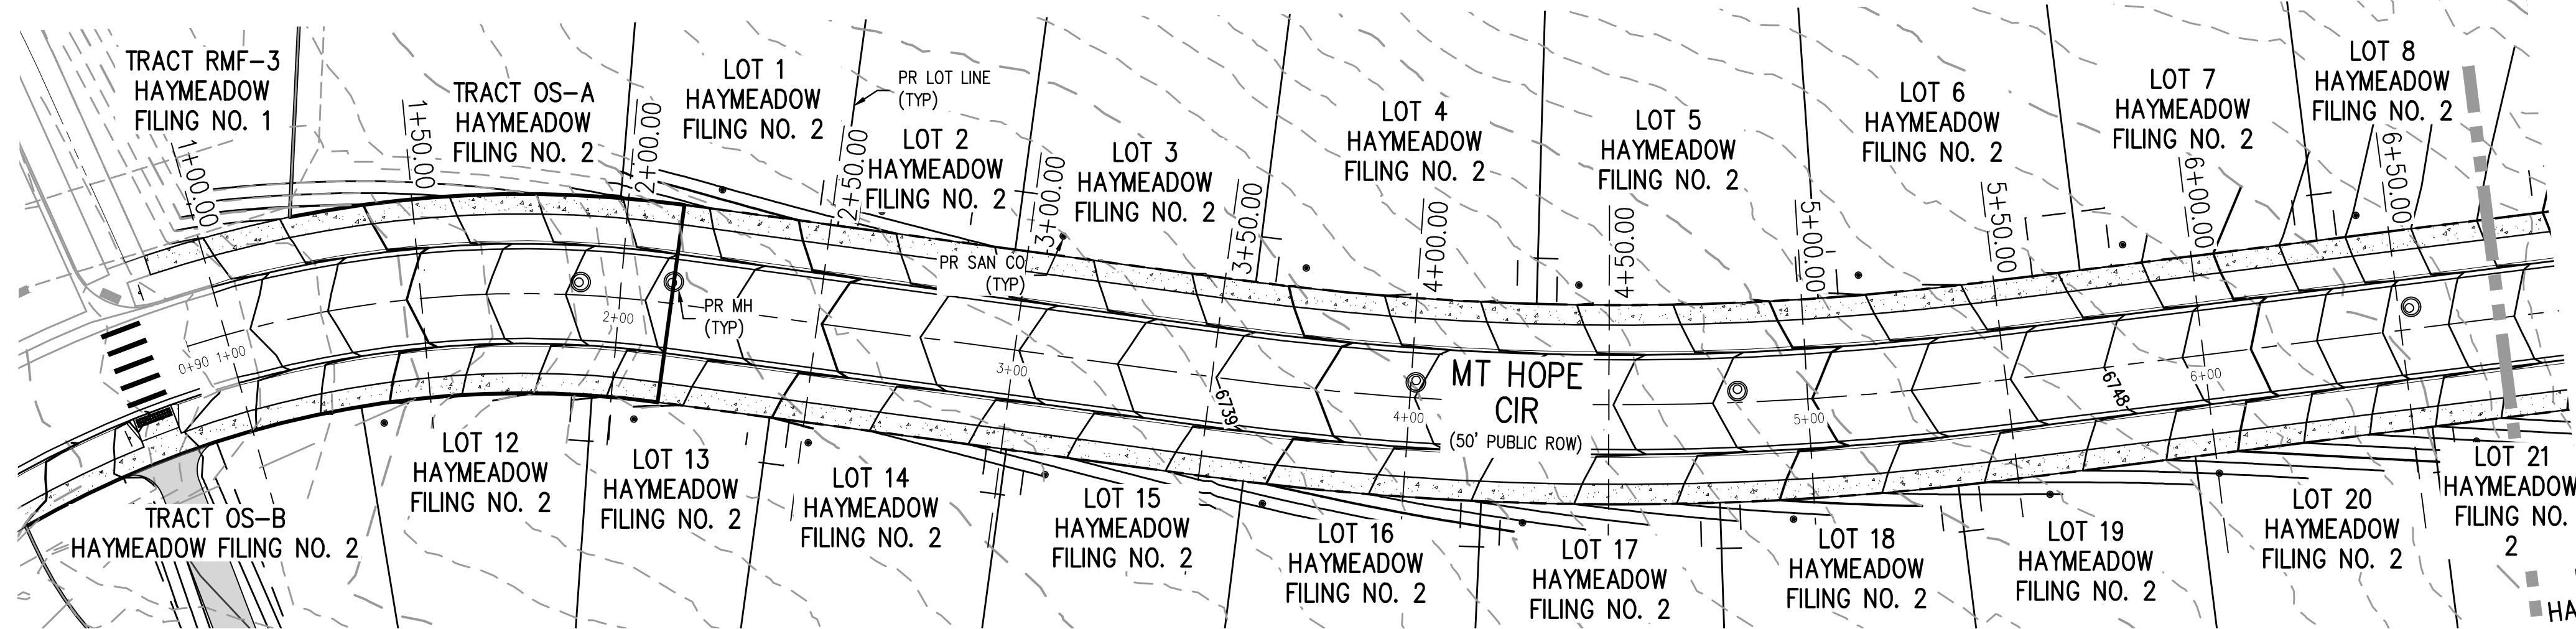 TRACT RMF-3
HAYMEADOW
FILING NO. 1
1+00.00
1+50.00
TRACT OS-A
HAYMEADOW
FILING NO. 2
2+00.00
LOT 1
HAYMEADOW
FILING NO. 2
2+50.00
PR LOT LINE
(TYP)
LOT 2
HAYMEADOW
FILING NO. 2
3+00.00
LOT 3
HAYMEADOW
FILING NO. 2
3+50.00
LOT 4
HAYMEADOW
FILING NO. 2
4+00.00
LOT 5
HAYMEADOW
FILING NO. 2
4+50.00
5+00.00
LOT 6
HAYMEADOW
FILING NO. 2
5+50.00
LOT 7
HAYMEADOW
FILING NO. 2
6+00.00
LOT 8
HAYMEADOW
FILING NO. 2
6+50.00
PR SAN CO
(TYP)
PR MH
(TYP)
0+90
1+00
2+00
3+00
6739
4+00
MT HOPE
CIR
(50' PUBLIC ROW)
5+00
6748
6+00
TRACT OS-B
HAYMEADOW FILING NO. 2
LOT 12
HAYMEADOW
FILING NO. 2
LOT 13
HAYMEADOW
FILING NO. 2
LOT 14
HAYMEADOW
FILING NO. 2
LOT 15
HAYMEADOW
FILING NO. 2
LOT 16
HAYMEADOW
FILING NO. 2
LOT 17
HAYMEADOW
FILING NO. 2
LOT 18
HAYMEADOW
FILING NO. 2
LOT 19
HAYMEADOW
FILING NO. 2
LOT 20
HAYMEADOW
FILING NO. 2
LOT 21
HAYMEADOW
FILING NO.
2
HA